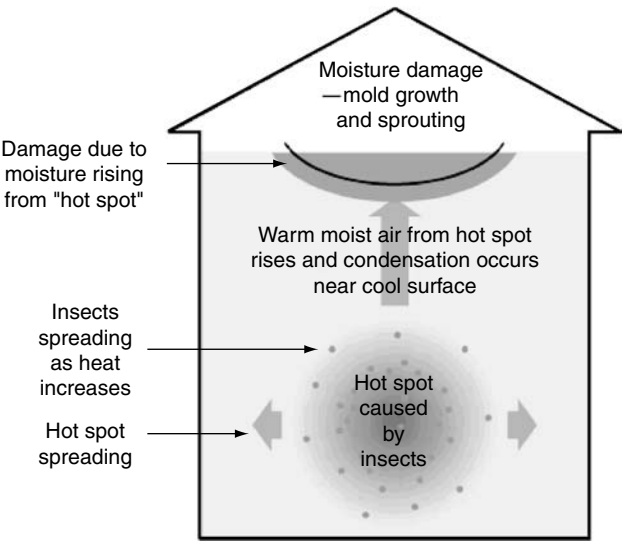 Moisture damage
—mold growth
and sprouting
Damage due to
moisture rising
from "hot spot"
Warm moist air from hot spot
rises and condensation occurs
near cool surface
Insects
spreading
as heat
increases
Hot spot
caused
by
insects
Hot spot
spreading